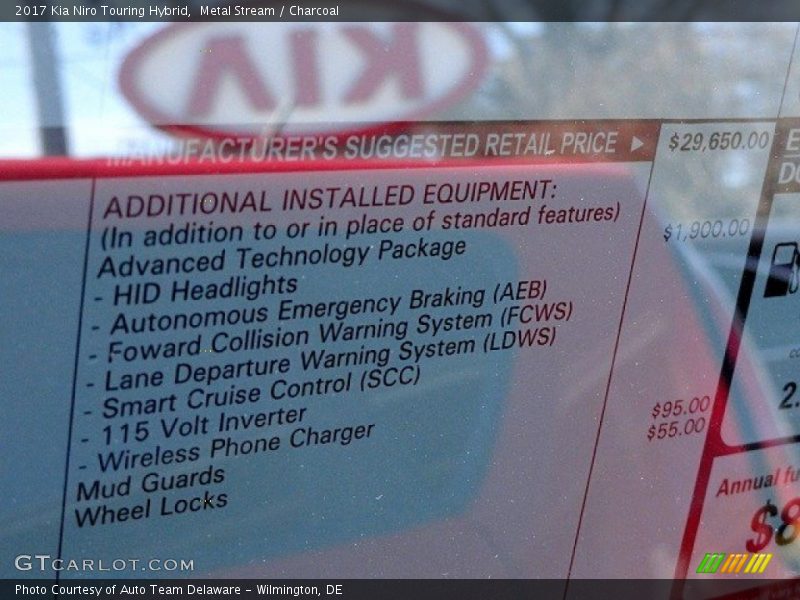 2017 Kia Niro Touring Hybrid, Metal Stream / Charcoal
KIA
MANUFACTURER'S SUGGESTED RETAIL PRICE $29,650.00
ADDITIONAL INSTALLED EQUIPMENT:
(In addition to or in place of standard features)
Advanced Technology Package $1,900.00
- HID Headlights
- Autonomous Emergency Braking (AEB)
- Foward Collision Warning System (FCWS)
- Lane Departure Warning System (LDWS)
- Smart Cruise Control (SCC)
- 115 Volt Inverter
- Wireless Phone Charger
Mud Guards $95.00
Wheel Locks $55.00
2.
Annual fu
$8
GTCARLOT.COM
Photo Courtesy of Auto Team Delaware - Wilmington, DE